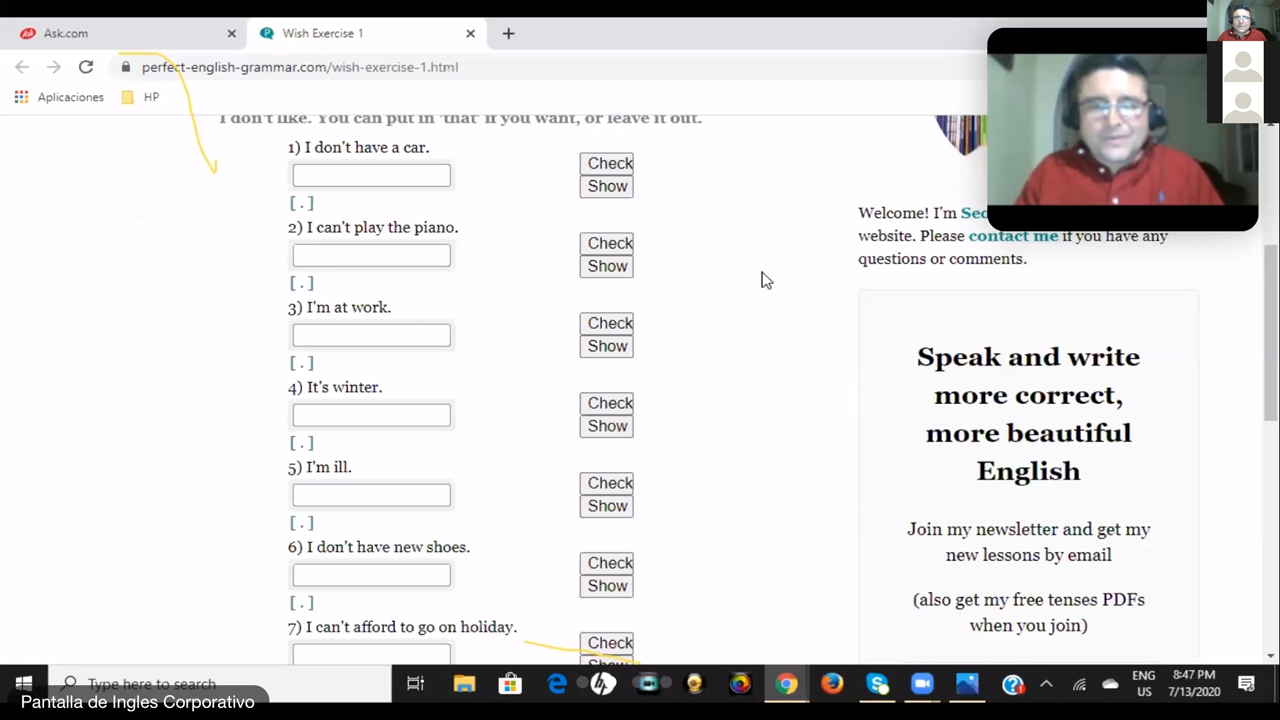 Ask.com
Wish Exercise 1
perfect-english-grammar.com/wish-exercise-1.html
Aplicaciones
HP
I don't like. You can put in 'that' if you want, or leave it out.
1) I don't have a car.
Check
Show
[ . ]
2) I can't play the piano.
Check
Show
[ . ]
3) I'm at work.
Check
Show
[ . ]
4) It's winter.
Check
Show
[ . ]
5) I'm ill.
Check
Show
[ . ]
6) I don't have new shoes.
Check
Show
[ . ]
7) I can't afford to go on holiday.
Check
Show
Welcome! I'm
website. Please contact me if you have any
questions or comments.
Speak and write
more correct,
more beautiful
English
Join my newsletter and get my
new lessons by email
(also get my free tenses PDFs
when you join)
Type here to search
ENG
US
8:47 PM
7/13/2020
Pantalla de Ingles Corporativo